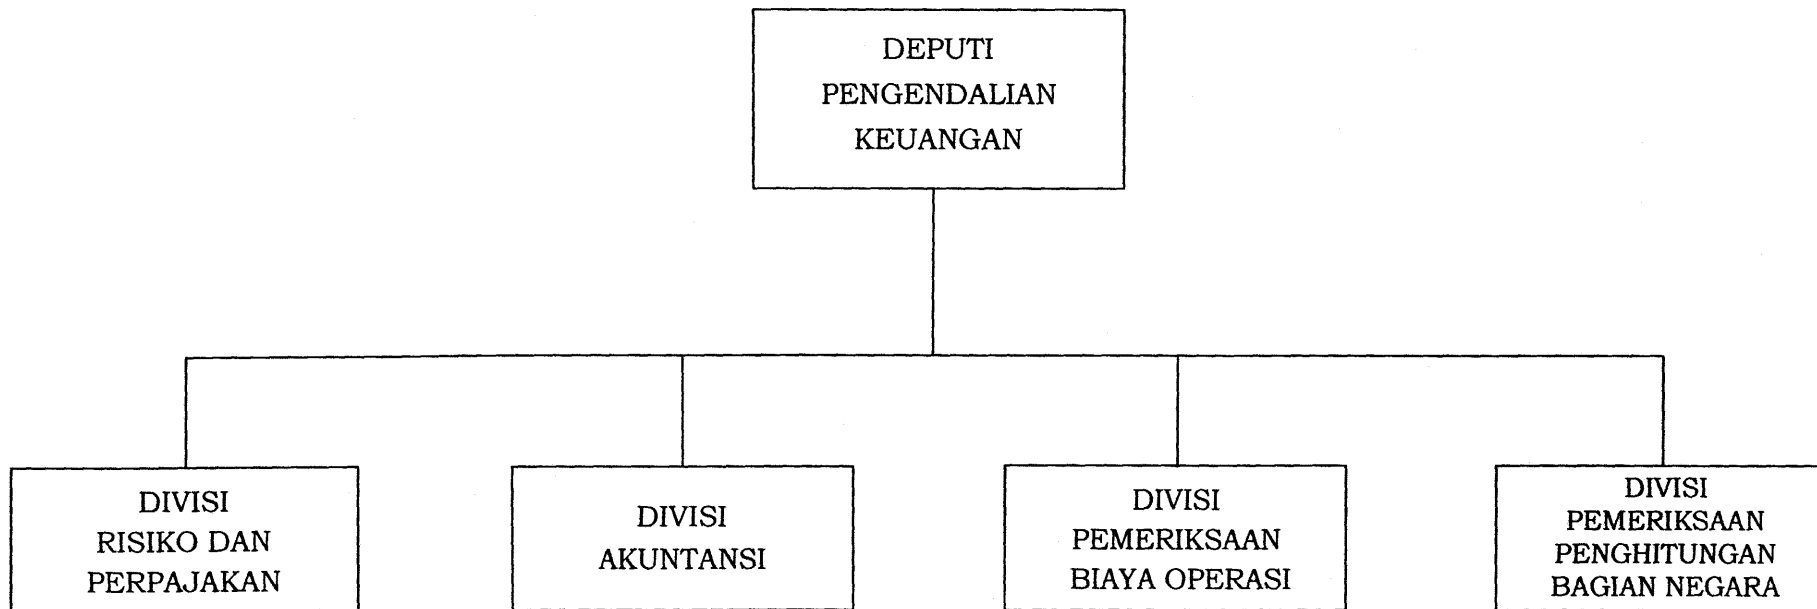 DEPUTI
PENGENDALIAN
KEUANGAN
DIVISI
RISIKO DAN
PERPAJAKAN
DIVISI
AKUNTANSI
DIVISI
PEMERIKSAAN
BIAYA OPERASI
DIVISI
PEMERIKSAAN
PENGHITUNGAN
BAGIAN NEGARA